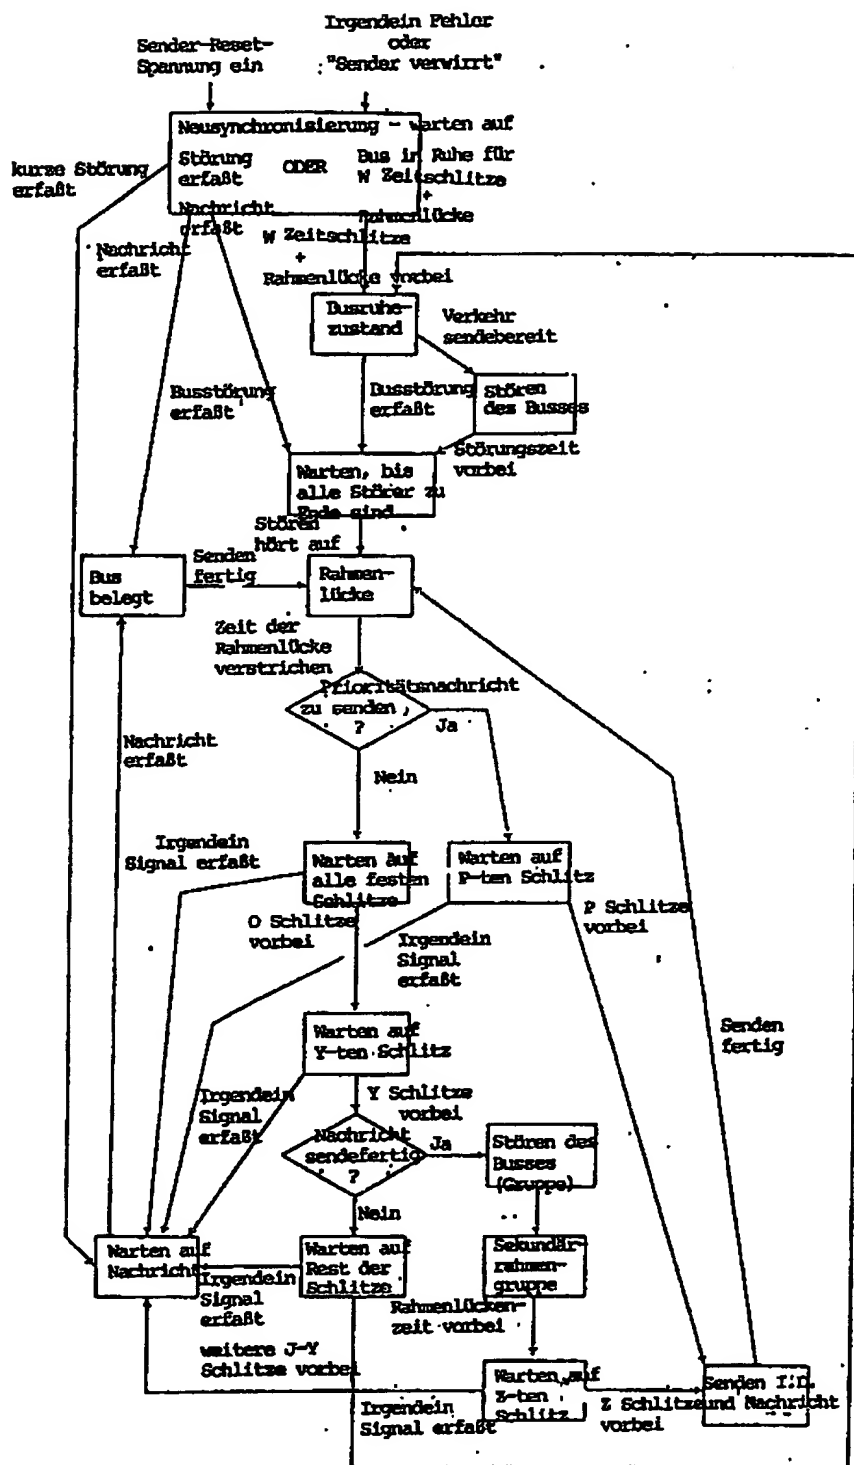 Irgendein Fehler
oder
"Sender verwirrt"
Sender-Reset-
Spannung ein
Neusynchronisierung - warten auf
Störung
erfaßt
ODER
Bus in Ruhe für
W Zeitschlitze
+
Rahmenlücke
Nachricht
erfaßt
kurze Störung
erfaßt
Nachricht
erfaßt
W Zeitschlitze
+
Rahmenlücke vorbei
Busruhe-
zustand
Verkehr
sendebereit
Busstörung
erfaßt
Busstörung
erfaßt
Stören
des Busses
Störungszeit
vorbei
Warten, bis
alle Störer zu
Ende sind
Stören
hört auf
Bus
belegt
Senden
fertig
Rahmen-
lücke
Zeit der
Rahmenlücke
verstrichen
Prioritätsnachricht
zu senden
?
Ja
Nein
Nachricht
erfaßt
Irgendein
Signal erfaßt
Warten auf
alle festen
Schlitze
Warten auf
P-ten Schlitz
O Schlitze
vorbei
Irgendein
Signal
erfaßt
P Schlitze
vorbei
Warten auf
Y-ten Schlitz
Senden
fertig
Irgendein
Signal
erfaßt
Y Schlitze
vorbei
Nachricht
sendefertig
?
Ja
Nein
Stören des
Busses
(Gruppe)
Warten auf
Nachricht
Irgendein
Signal
erfaßt
Warten auf
Rest der
Schlitze
Sekundär-
rahmen-
gruppe
Rahmenlücken-
zeit vorbei
weitere J-Y
Schlitze vorbei
Warten auf
Z-ten
Schlitz
Irgendein
Signal erfaßt
Z Schlitze
vorbei
Senden I.D.
und Nachricht